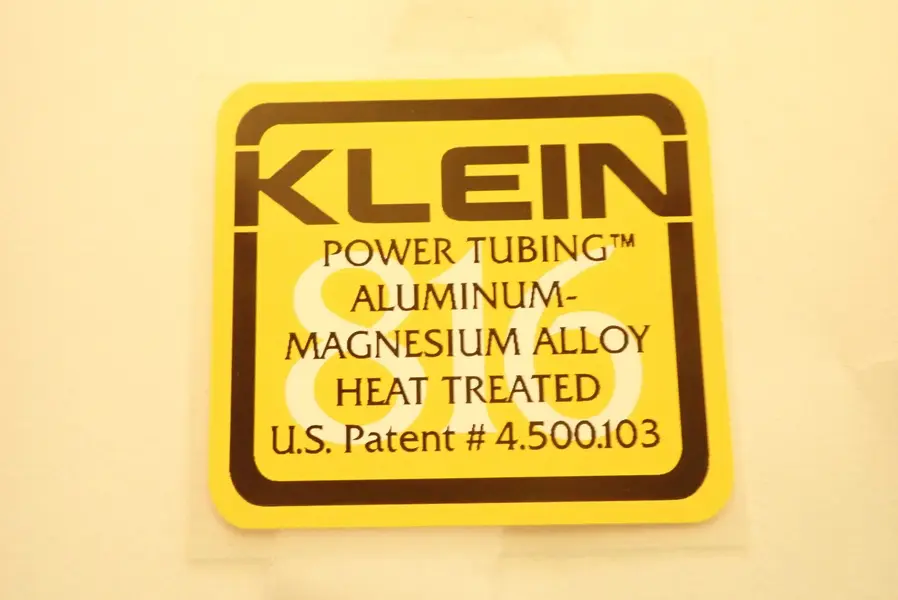 KLEIN
POWER TUBING™
816
ALUMINUM-
MAGNESIUM ALLOY
HEAT TREATED
U.S. Patent # 4.500.103